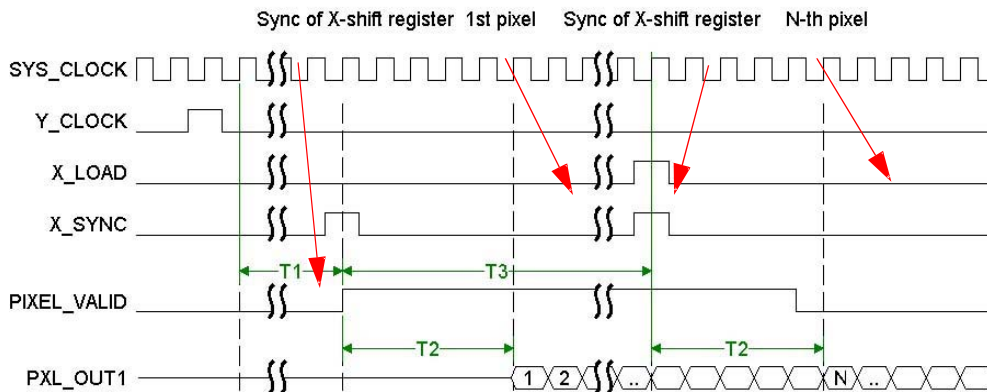 Sync of X-shift register 1st pixel Sync of X-shift register N-th pixel
SYS_CLOCK
Y_CLOCK
X_LOAD
X_SYNC
T1 T3
PIXEL_VALID
T2 T2
PXL_OUT1 1 2 .. N ..